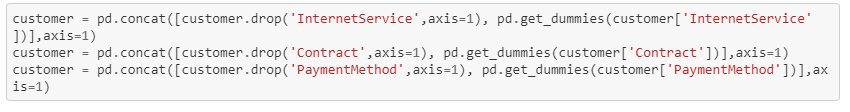 customer = pd.concat([customer.drop('InternetService',axis=1), pd.get_dummies(customer['InternetService'
])],axis=1)
customer = pd.concat([customer.drop('Contract',axis=1), pd.get_dummies(customer['Contract'])],axis=1)
customer = pd.concat([customer.drop('PaymentMethod',axis=1), pd.get_dummies(customer['PaymentMethod'])],ax
is=1)